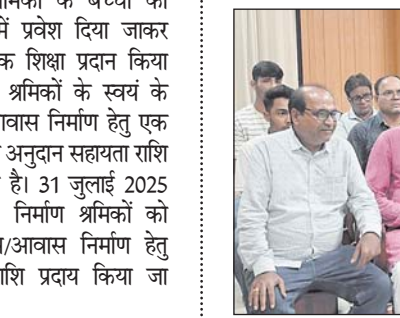 के बच्चों को
में प्रवेश दिया जाकर
शिक्षा प्रदान किया
श्रमिकों के स्वयं के
आवास निर्माण हेतु एक
अनुदान सहायता राशि
है। 31 जुलाई 2025
निर्माण श्रमिकों को
/आवास निर्माण हेतु
राशि प्रदाय किया जा